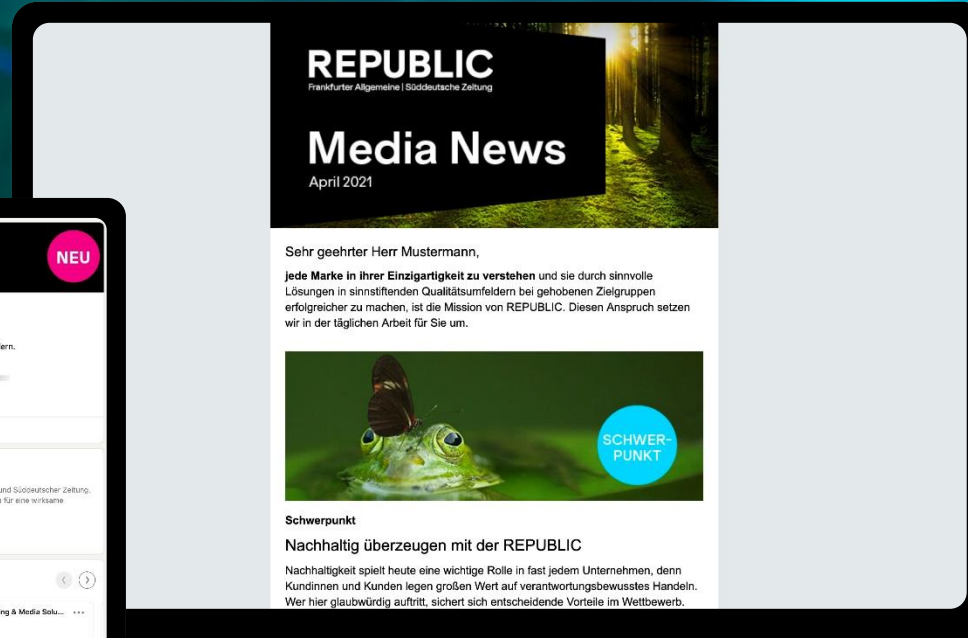 REPUBLIC
Frankfurter Allgemeine | Süddeutsche Zeitung
Media News
April 2021
Sehr geehrter Herr Mustermann,
jede Marke in ihrer Einzigartigkeit zu verstehen und sie durch sinnvolle
Lösungen in sinnstiftenden Qualitätsumfeldern bei gehobenen Zielgruppen
erfolgreicher zu machen, ist die Mission von REPUBLIC. Diesen Anspruch setzen
wir in der täglichen Arbeit für Sie um.
SCHWER-
PUNKT
Schwerpunkt
Nachhaltig überzeugen mit der REPUBLIC
Nachhaltigkeit spielt heute eine wichtige Rolle in fast jedem Unternehmen, denn
Kundinnen und Kunden legen großen Wert auf verantwortungsbewusstes Handeln.
Wer hier glaubwürdig auftritt, sichert sich entscheidende Vorteile im Wettbewerb.
NEU
dern.
und Süddeutscher Zeitung.
für eine wirksame
ng & Media Solu...